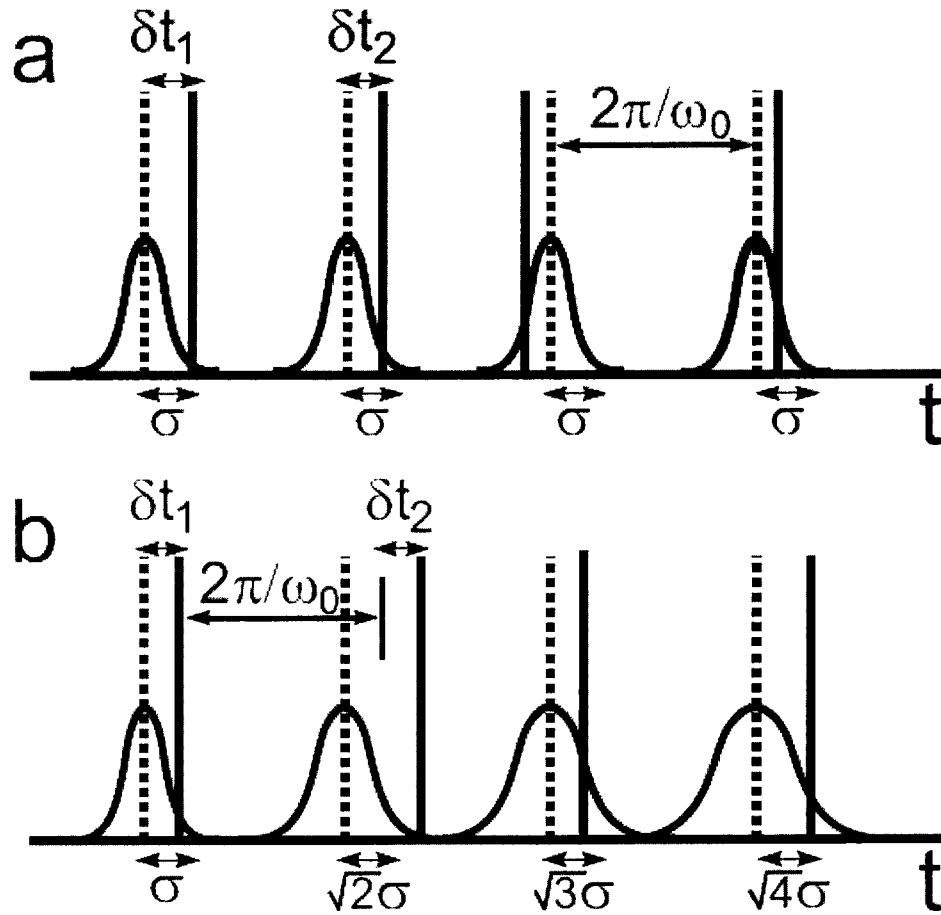 a
δt₁ δt₂
2π/ω₀
σ σ σ σ
t
b
δt₁ δt₂
2π/ω₀
σ √2σ √3σ √4σ
t